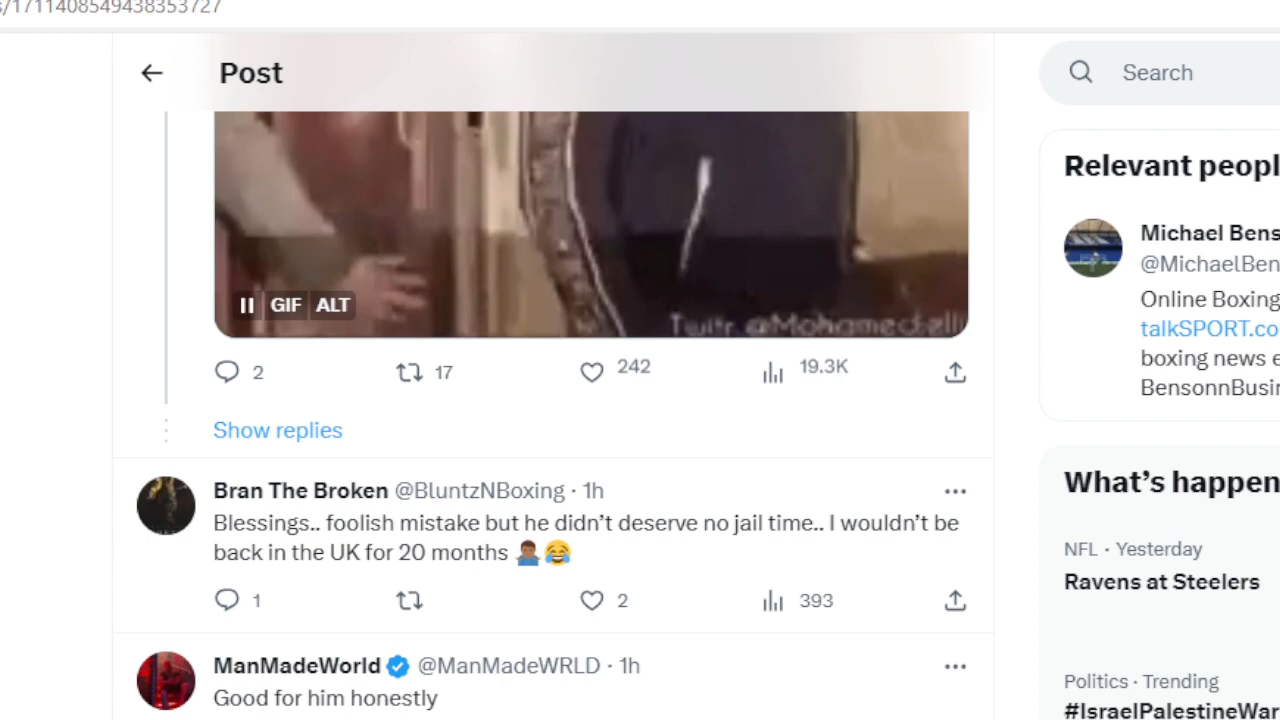 s/1711408549438353727
Post
Search
GIF ALT
2 17 242 19.3K
Show replies
Relevant peopl
Michael Bens
@MichaelBen
Online Boxing
talkSPORT.co
boxing news e
BensonnBusin
Bran The Broken @BluntzNBoxing · 1h
Blessings.. foolish mistake but he didn’t deserve no jail time.. I wouldn’t be
back in the UK for 20 months 🤷🏾‍♂️😂
1 2 393
What’s happen
NFL · Yesterday
Ravens at Steelers
ManMadeWorld @ManMadeWRLD · 1h
Good for him honestly
Politics · Trending
#IsraelPalestineWar